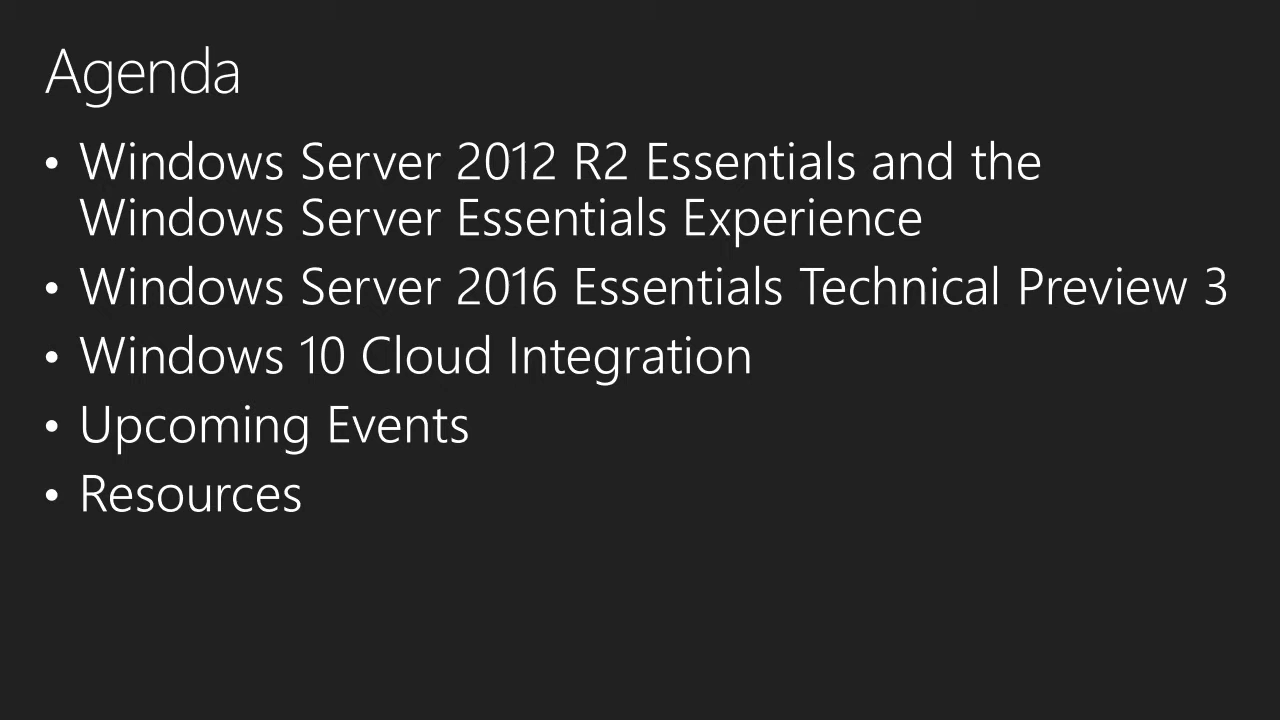 Agenda
• Windows Server 2012 R2 Essentials and the
Windows Server Essentials Experience
• Windows Server 2016 Essentials Technical Preview 3
• Windows 10 Cloud Integration
• Upcoming Events
• Resources